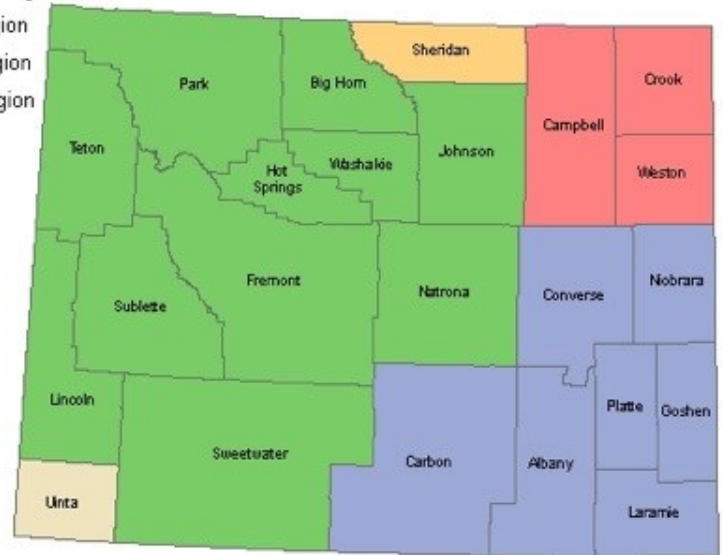 gion
gion
Sheridan
Park
Big Horn
Crook
Campbell
Teton
Johnson
Washakie
Hot
Springs
Weston
Fremont
Niobrara
Natrona
Converse
Sublette
Lincoln
Platte
Goshen
Sweetwater
Carbon
Albany
Uinta
Laramie